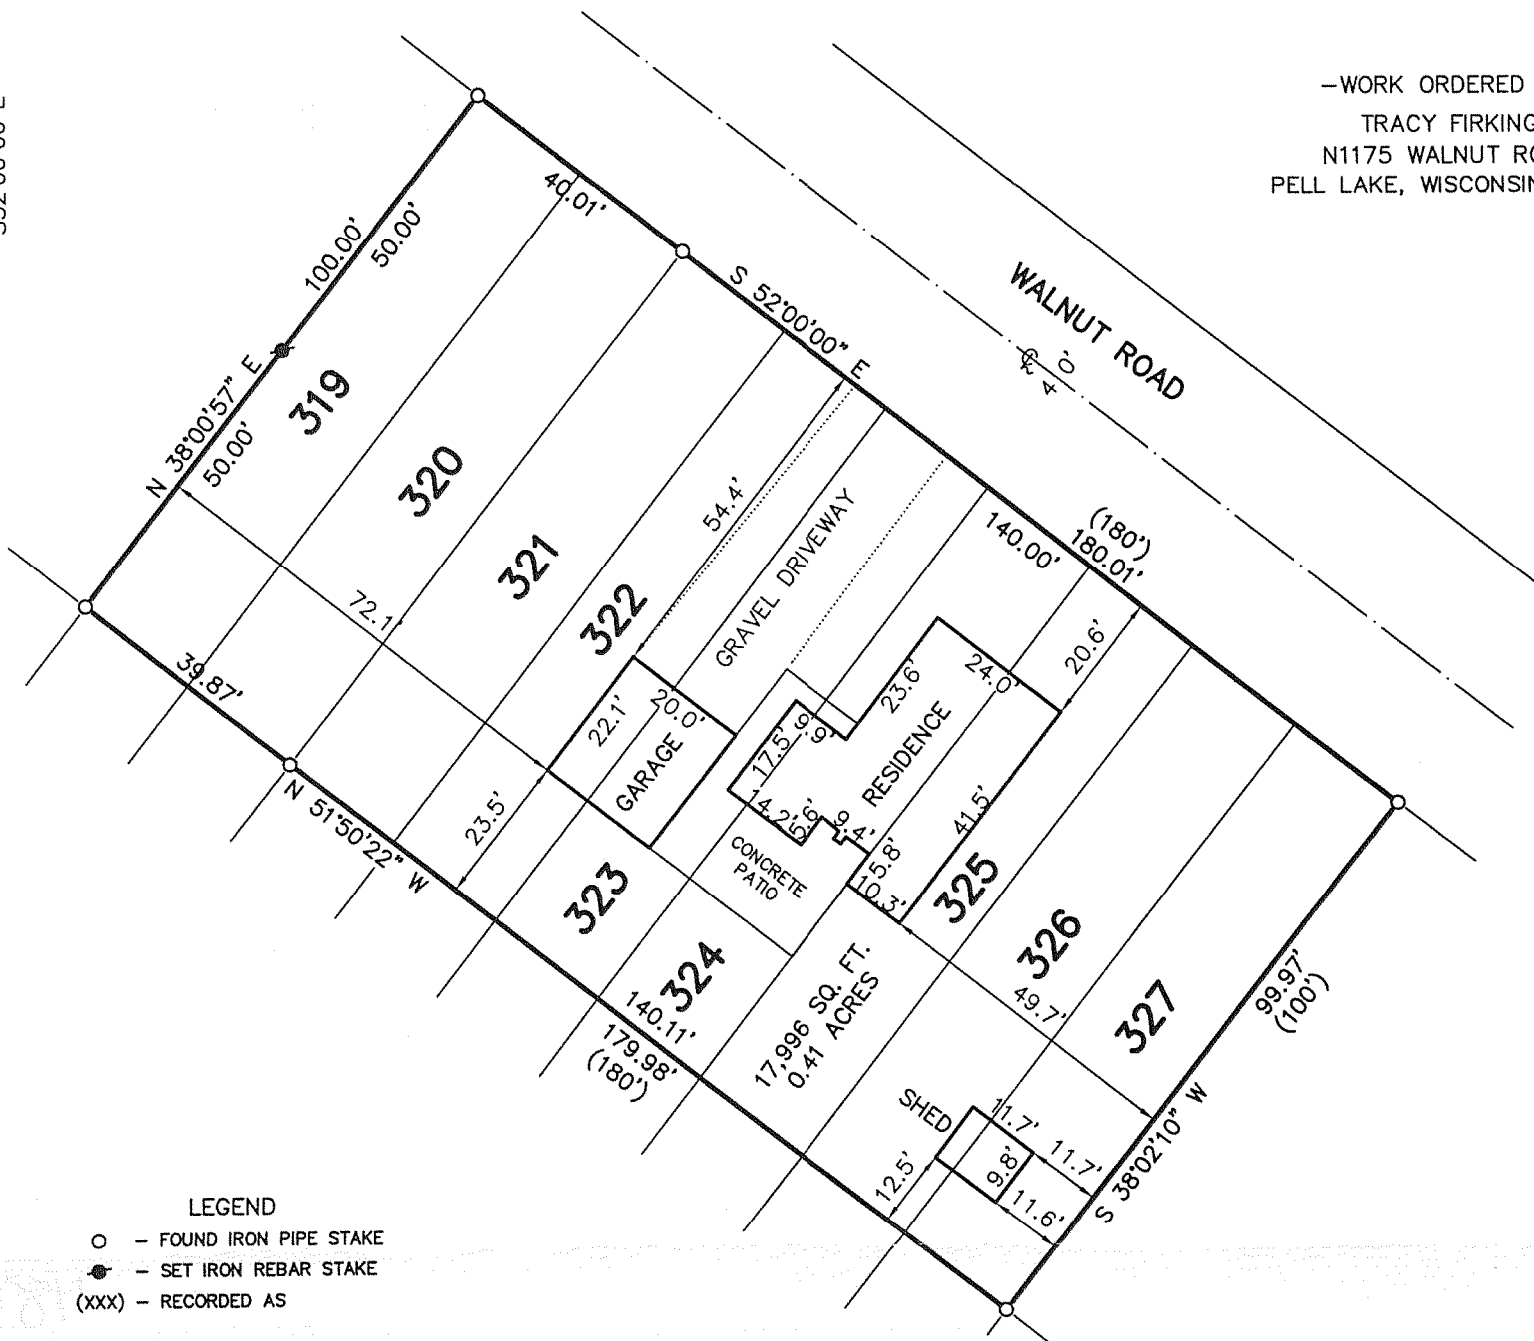 S52°00'00"E
—WORK ORDERED
TRACY FIRKING
N1175 WALNUT RO
PELL LAKE, WISCONSIN
WALNUT ROAD
℄
40'
40.01'
S 52°00'00" E
100.00'
50.00'
N 38°00'57" E
50.00'
319
320
321
322
54.4'
GRAVEL DRIVEWAY
140.00'
(180')
180.01'
20.6'
72.1
39.87'
22.1'
20.0'
GARAGE
23.5'
N 51°50'22" W
23.6'
24.0'
9.9'
17.5'
RESIDENCE
14.2'
5.6'
9.4'
41.5'
5.8'
10.3'
CONCRETE
PATIO
323
324
325
326
327
49.7'
99.97'
(100')
17,996 SQ. FT.
0.41 ACRES
140.11'
179.98'
(180')
SHED
11.7'
11.7'
9.8'
11.6'
12.5'
S 38°02'10" W
LEGEND
○ – FOUND IRON PIPE STAKE
● – SET IRON REBAR STAKE
(XXX) – RECORDED AS